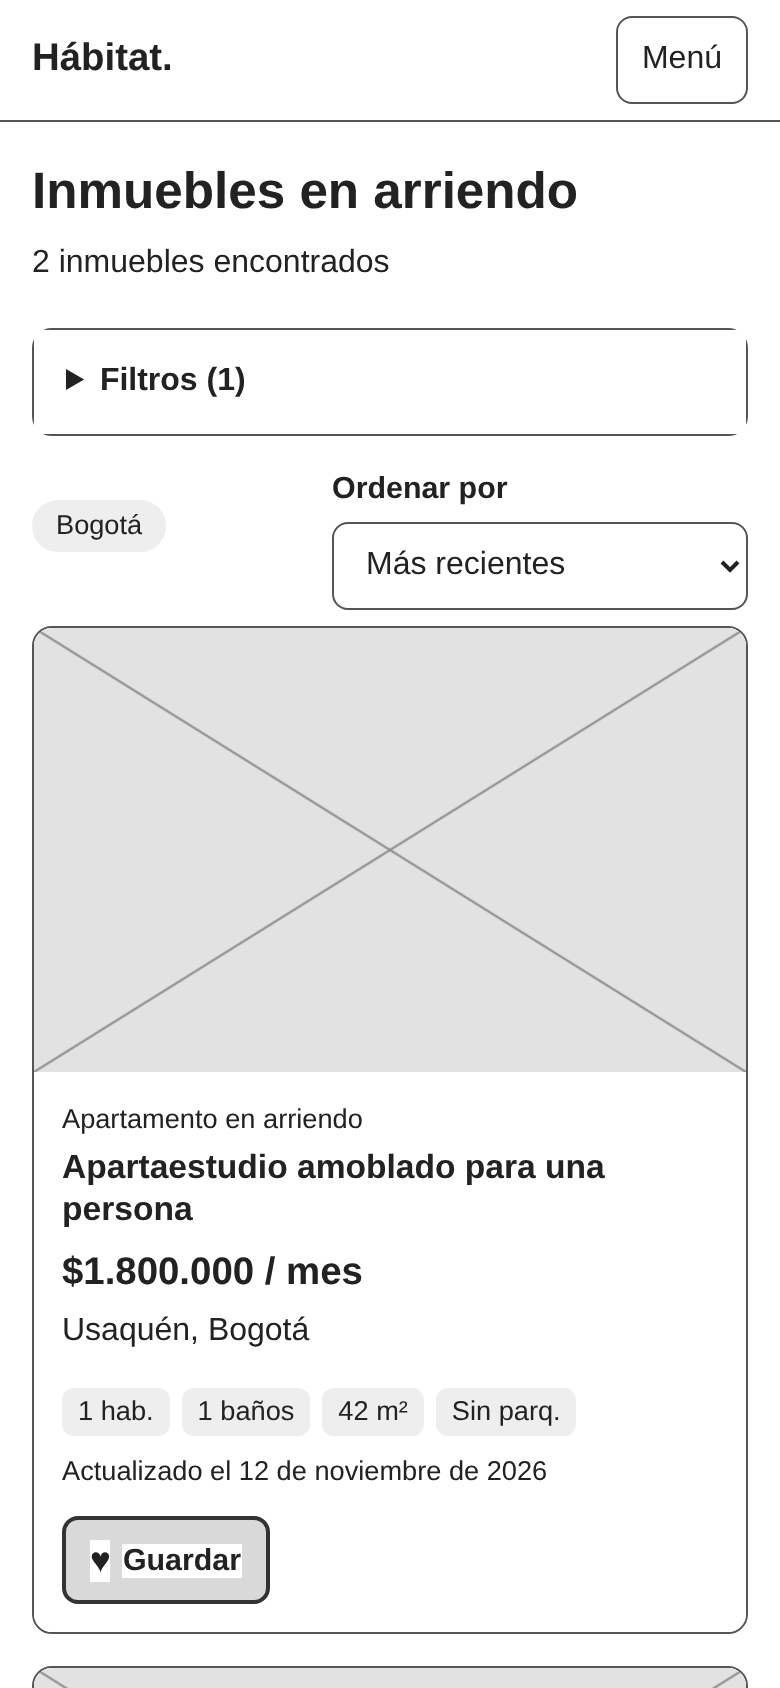 Hábitat.
Menú
Inmuebles en arriendo
2 inmuebles encontrados
Filtros (1)
Bogotá
Ordenar por
Más recientes
Apartamento en arriendo
Apartaestudio amoblado para una
persona
$1.800.000 / mes
Usaquén, Bogotá
1 hab. 1 baños 42 m² Sin parq.
Actualizado el 12 de noviembre de 2026
♥ Guardar